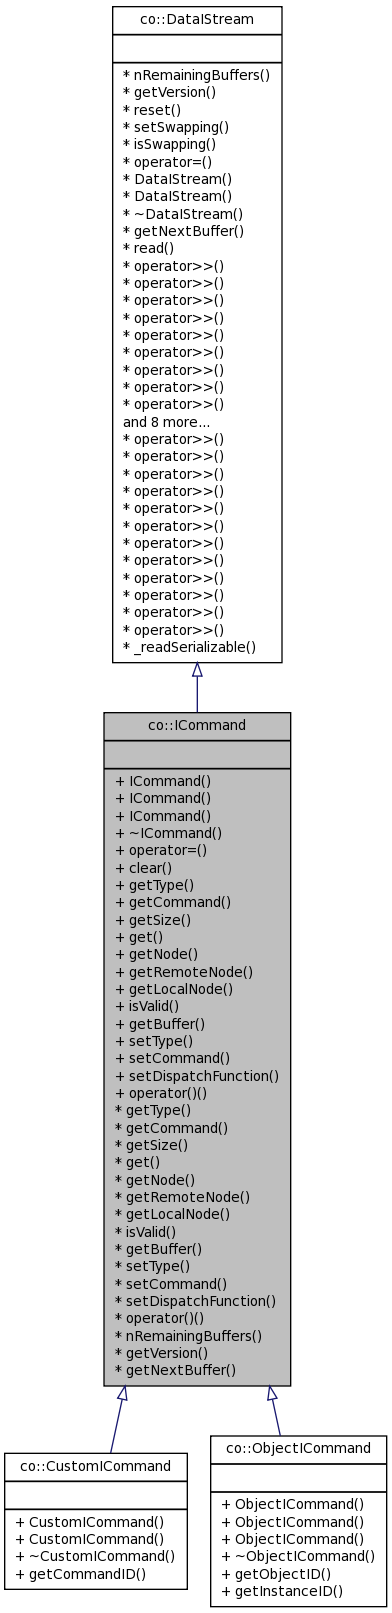 co::DataIStream
* nRemainingBuffers()
* getVersion()
* reset()
* setSwapping()
* isSwapping()
* operator=()
* DataIStream()
* DataIStream()
* ~DataIStream()
* getNextBuffer()
* read()
* operator>>()
* operator>>()
* operator>>()
* operator>>()
* operator>>()
* operator>>()
* operator>>()
* operator>>()
* operator>>()
and 8 more...
* operator>>()
* operator>>()
* operator>>()
* operator>>()
* operator>>()
* operator>>()
* operator>>()
* operator>>()
* operator>>()
* operator>>()
* operator>>()
* operator>>()
* _readSerializable()
co::ICommand
+ ICommand()
+ ICommand()
+ ICommand()
+ ~ICommand()
+ operator=()
+ clear()
+ getType()
+ getCommand()
+ getSize()
+ get()
+ getNode()
+ getRemoteNode()
+ getLocalNode()
+ isValid()
+ getBuffer()
+ setType()
+ setCommand()
+ setDispatchFunction()
+ operator()()
* getType()
* getCommand()
* getSize()
* get()
* getNode()
* getRemoteNode()
* getLocalNode()
* isValid()
* getBuffer()
* setType()
* setCommand()
* setDispatchFunction()
* operator()()
* nRemainingBuffers()
* getVersion()
* getNextBuffer()
co::CustomICommand
+ CustomICommand()
+ CustomICommand()
+ ~CustomICommand()
+ getCommandID()
co::ObjectICommand
+ ObjectICommand()
+ ObjectICommand()
+ ObjectICommand()
+ ~ObjectICommand()
+ getObjectID()
+ getInstanceID()